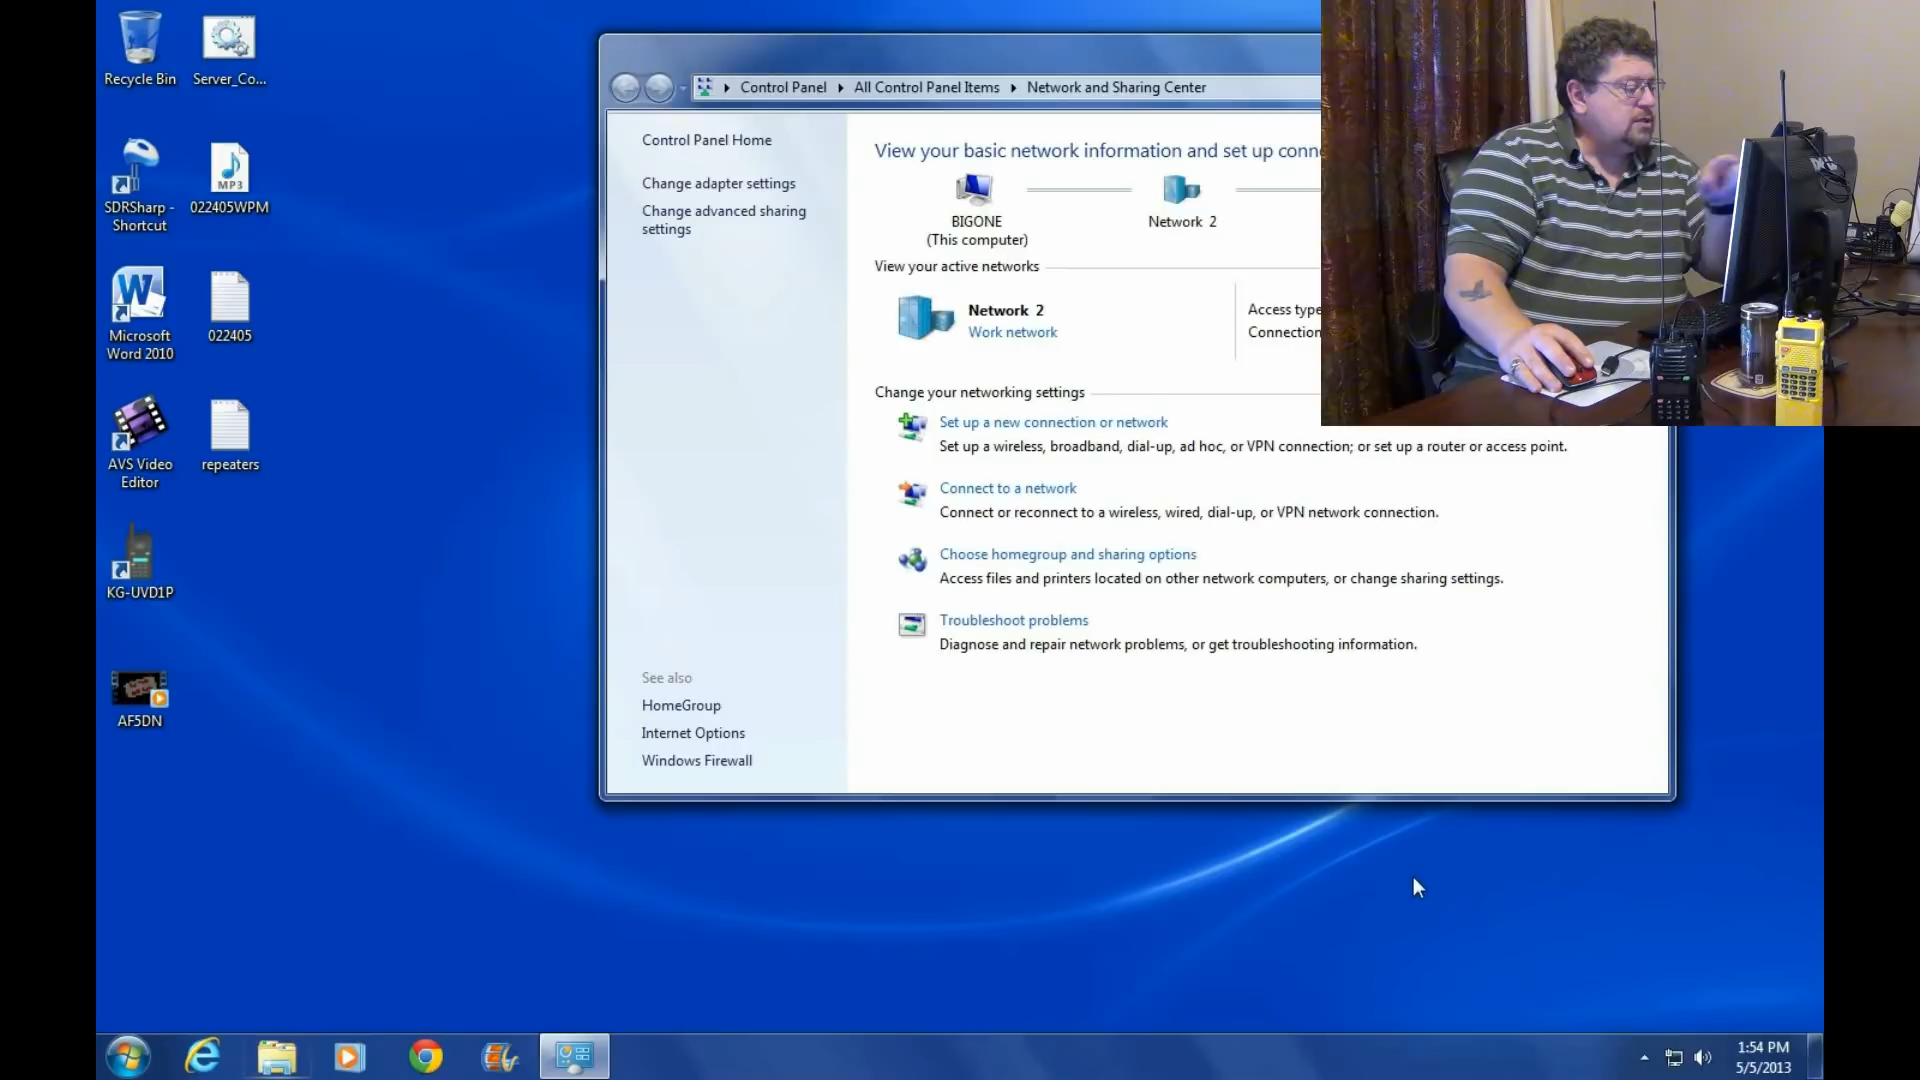 Recycle Bin
Server_Co...
SDRSharp -
Shortcut
MP3
022405WPM
W
Microsoft
Word 2010
022405
AVS Video
Editor
repeaters
KG-UVD1P
AF5DN
Control Panel
All Control Panel Items
Network and Sharing Center
Control Panel Home
Change adapter settings
Change advanced sharing
settings
See also
HomeGroup
Internet Options
Windows Firewall
View your basic network information and set up conn
BIGONE
(This computer)
Network 2
View your active networks
Network 2
Work network
Access type
Connection
Change your networking settings
Set up a new connection or network
Set up a wireless, broadband, dial-up, ad hoc, or VPN connection; or set up a router or access point.
Connect to a network
Connect or reconnect to a wireless, wired, dial-up, or VPN network connection.
Choose homegroup and sharing options
Access files and printers located on other network computers, or change sharing settings.
Troubleshoot problems
Diagnose and repair network problems, or get troubleshooting information.
1:54 PM
5/5/2013